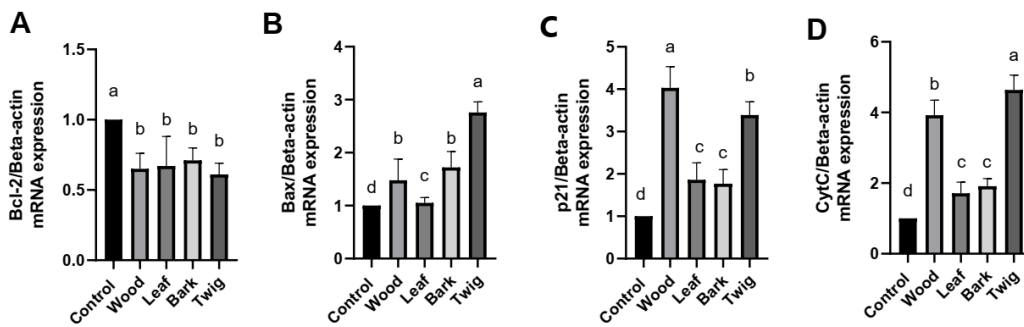 A
Bcl-2/Beta-actin
mRNA expression
1.5
1.0
0.5
0.0
a
b
b
b
b
Control
Wood
Leaf
Bark
Twig
B
Bax/Beta-actin
mRNA expression
4
3
2
1
0
d
b
c
b
a
Control
Wood
Leaf
Bark
Twig
C
p21/Beta-actin
mRNA expression
5
4
3
2
1
0
d
a
c
c
b
Control
Wood
Leaf
Bark
Twig
D
CytC/Beta-actin
mRNA expression
6
4
2
0
d
b
c
c
a
Control
Wood
Leaf
Bark
Twig